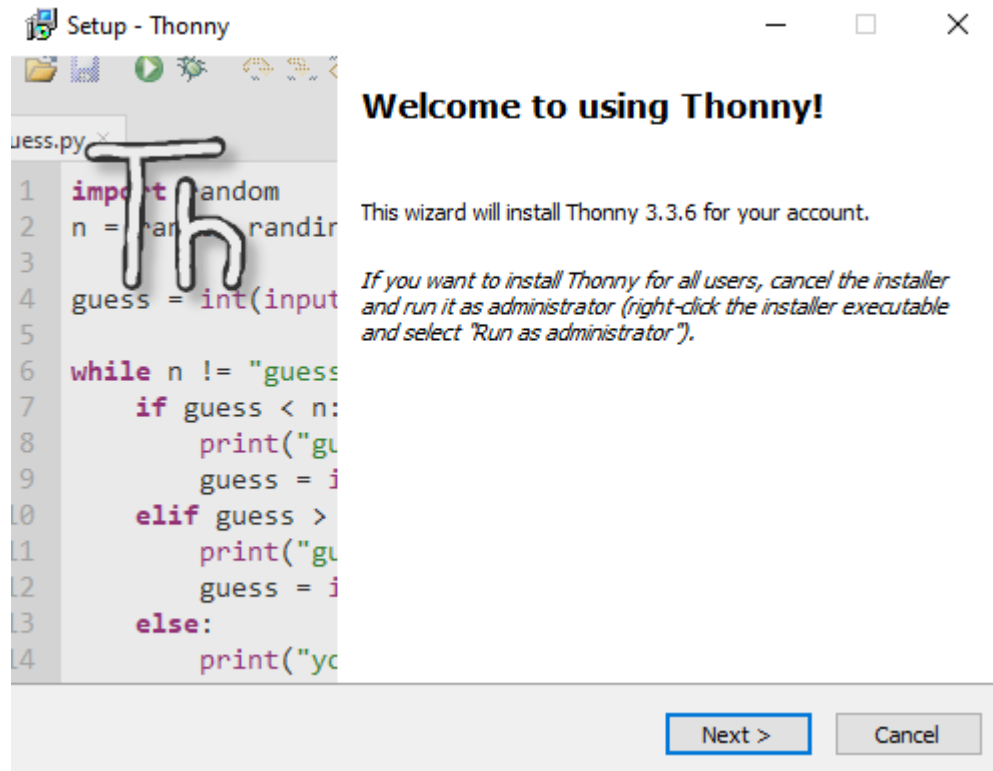 Setup - Thonny
Welcome to using Thonny!
This wizard will install Thonny 3.3.6 for your account.
If you want to install Thonny for all users, cancel the installer
and run it as administrator (right-click the installer executable
and select "Run as administrator").
uess.py
Th
1 import random
2 n = randin
3
4 guess = int(input
5
6 while n != "guess
7 if guess < n:
8 print("gu
9 guess = i
10 elif guess >
11 print("gu
12 guess = i
13 else:
14 print("yo
Next >
Cancel